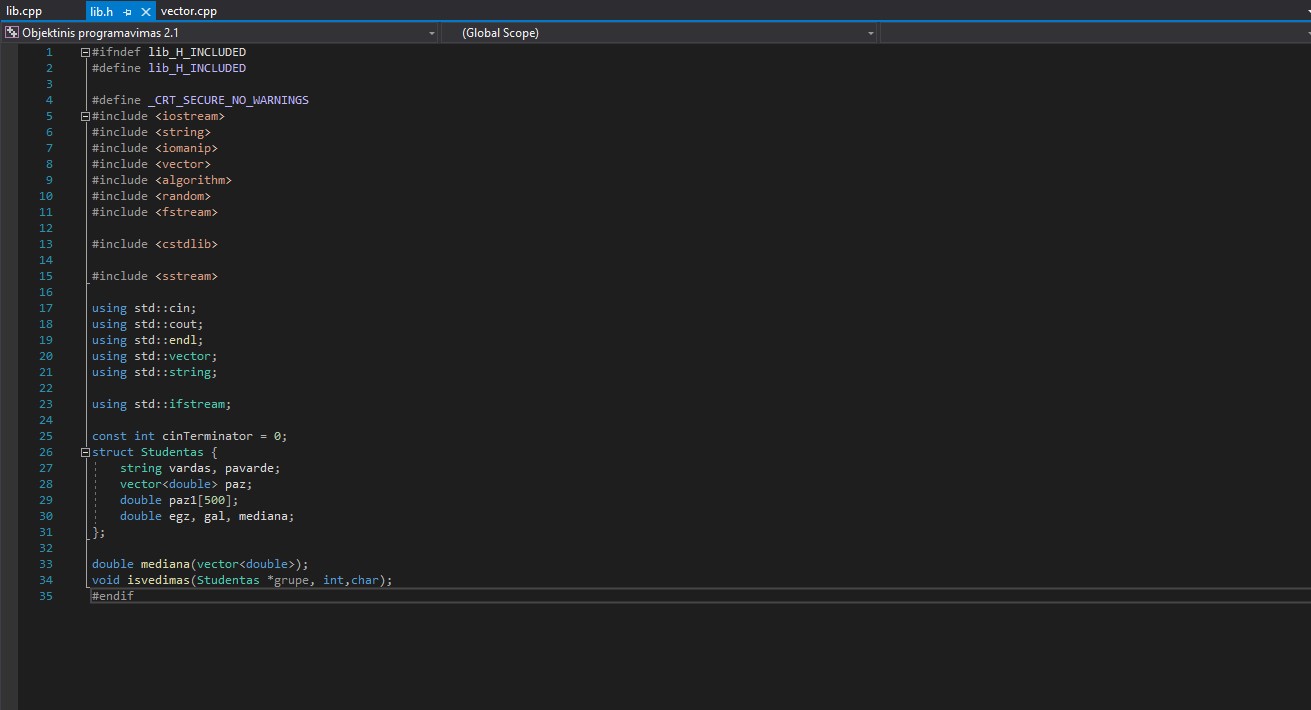 lib.cpp lib.h vector.cpp
Objektinis programavimas 2.1 (Global Scope)
1 #ifndef lib_H_INCLUDED
2 #define lib_H_INCLUDED
3
4 #define _CRT_SECURE_NO_WARNINGS
5 #include <iostream>
6 #include <string>
7 #include <iomanip>
8 #include <vector>
9 #include <algorithm>
10 #include <random>
11 #include <fstream>
12
13 #include <cstdlib>
14
15 #include <sstream>
16
17 using std::cin;
18 using std::cout;
19 using std::endl;
20 using std::vector;
21 using std::string;
22
23 using std::ifstream;
24
25 const int cinTerminator = 0;
26 struct Studentas {
27 string vardas, pavarde;
28 vector<double> paz;
29 double paz1[500];
30 double egz, gal, mediana;
31 };
32
33 double mediana(vector<double>);
34 void isvedimas(Studentas *grupe, int,char);
35 #endif